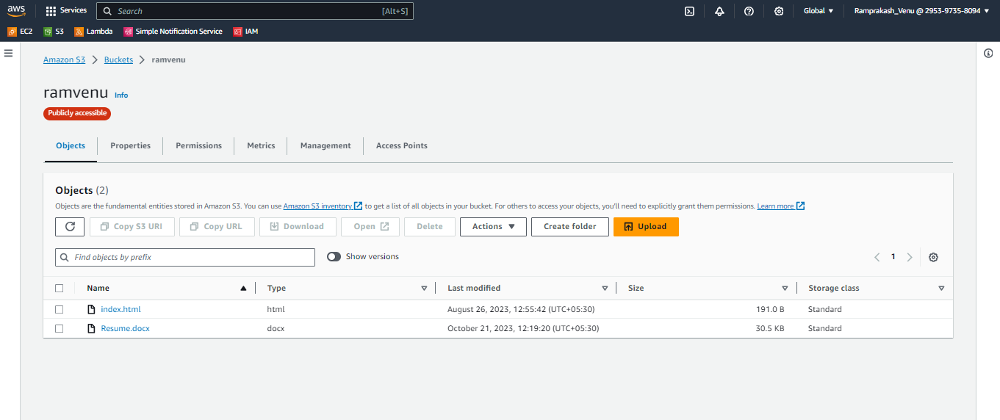 aws Services Search [Alt+S] Global Ramprakash_Venu @ 2953-9735-8094
EC2 S3 Lambda Simple Notification Service IAM
Amazon S3 Buckets ramvenu
ramvenu Info
Publicly accessible
Objects Properties Permissions Metrics Management Access Points
Objects (2)
Objects are the fundamental entities stored in Amazon S3. You can use Amazon S3 inventory to get a list of all objects in your bucket. For others to access your objects, you'll need to explicitly grant them permissions. Learn more
Copy S3 URI Copy URL Download Open Delete Actions Create folder Upload
Find objects by prefix Show versions 1
Name Type Last modified Size Storage class
index.html html August 26, 2023, 12:55:42 (UTC+05:30) 191.0 B Standard
Resume.docx docx October 21, 2023, 12:19:20 (UTC+05:30) 30.5 KB Standard